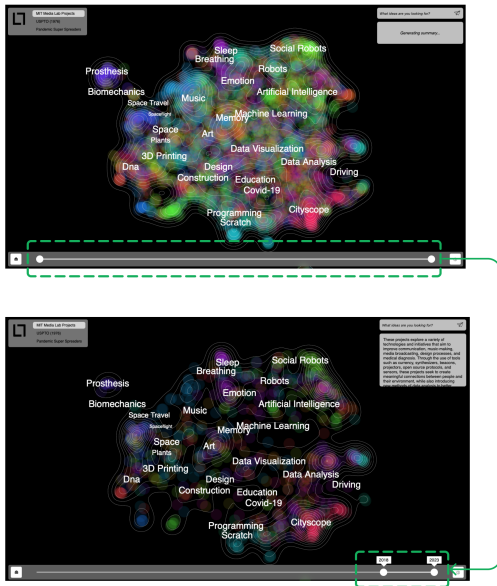 MIT Media Lab Projects
USPTO (1976)
Pandemic Super Spreaders
What ideas are you looking for?
Generating summary...
Sleep
Social Robots
Breathing
Prosthesis
Robots
Emotion
Biomechanics
Music
Artificial Intelligence
Space Travel
Spaceflight
Machine Learning
Memory
Space
Art
Plants
Data Visualization
3D Printing
Dna
Design
Data Analysis
Construction
Education
Driving
Covid-19
Programming
Cityscope
Scratch
MIT Media Lab Projects
USPTO (1976)
Pandemic Super Spreaders
What ideas are you looking for?
These projects explore a variety of
technologies and initiatives that aim to
improve communication, music-making,
media broadcasting, design processes, and
medical diagnosis. Through the use of tools
such as currency, synthesizers, beacons,
projectors, open source protocols, and
sensors, these projects seek to create
meaningful connections between people and
their environment, while also introducing
Sleep
Social Robots
Breathing
Prosthesis
Robots
Emotion
Biomechanics
Music
Artificial Intelligence
Space Travel
Spaceflight
Machine Learning
Memory
Space
Art
Plants
Data Visualization
3D Printing
Dna
Design
Data Analysis
Construction
Education
Driving
Covid-19
Programming
Cityscope
Scratch
2016
2023